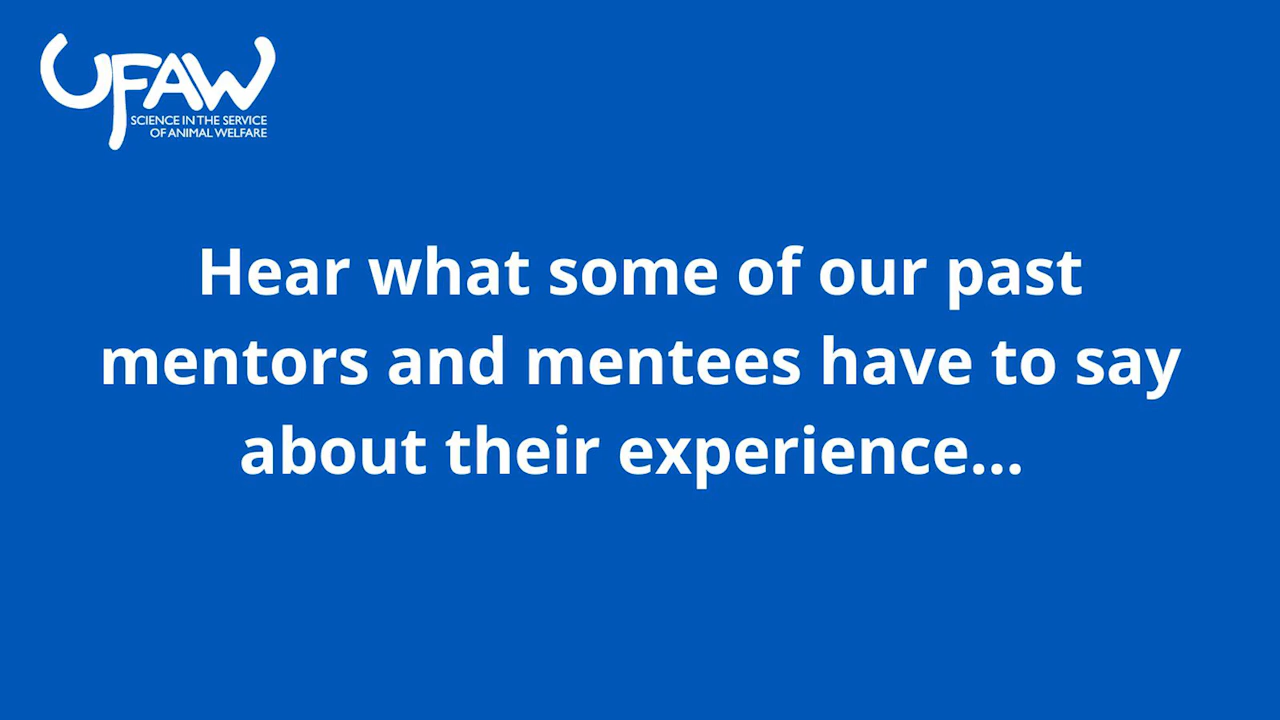 UFAW
SCIENCE IN THE SERVICE
OF ANIMAL WELFARE
Hear what some of our past
mentors and mentees have to say
about their experience...